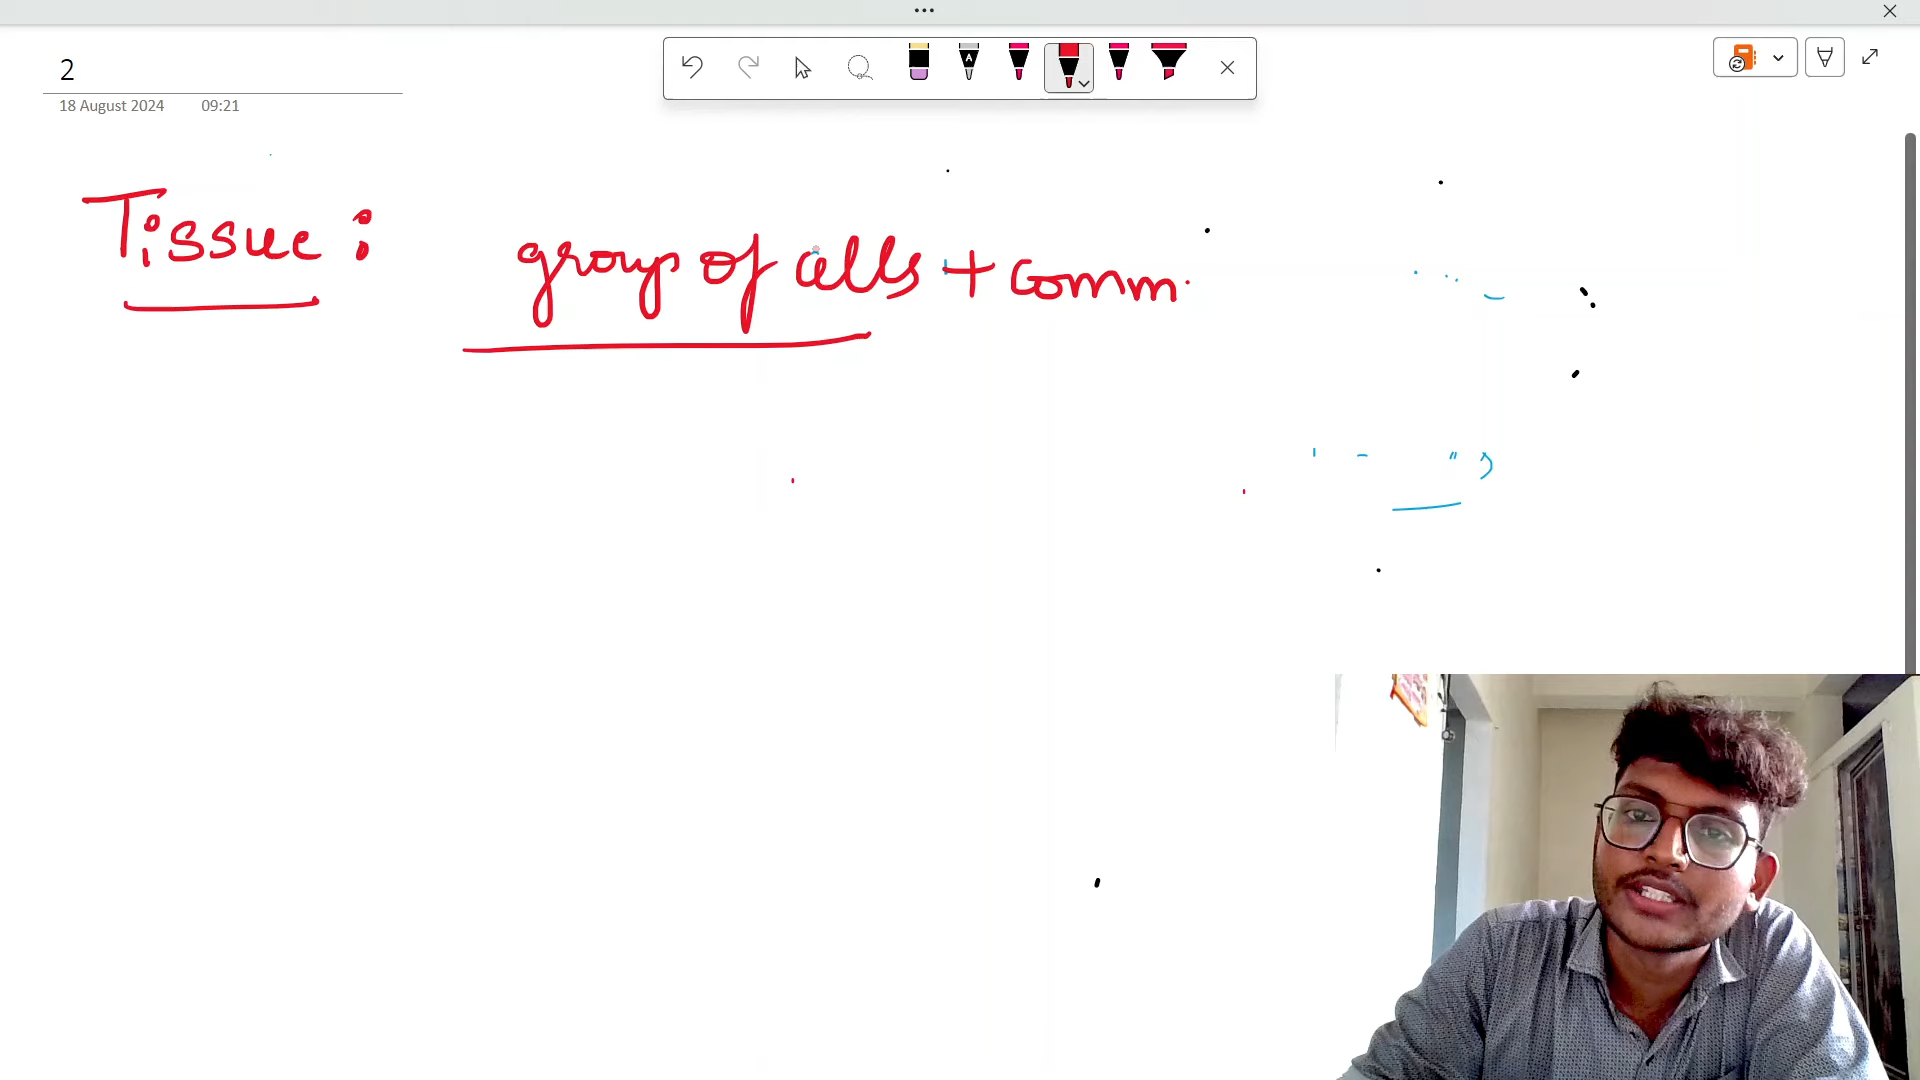 2
18 August 2024 09:21
Tissue :
group of cells + comm.